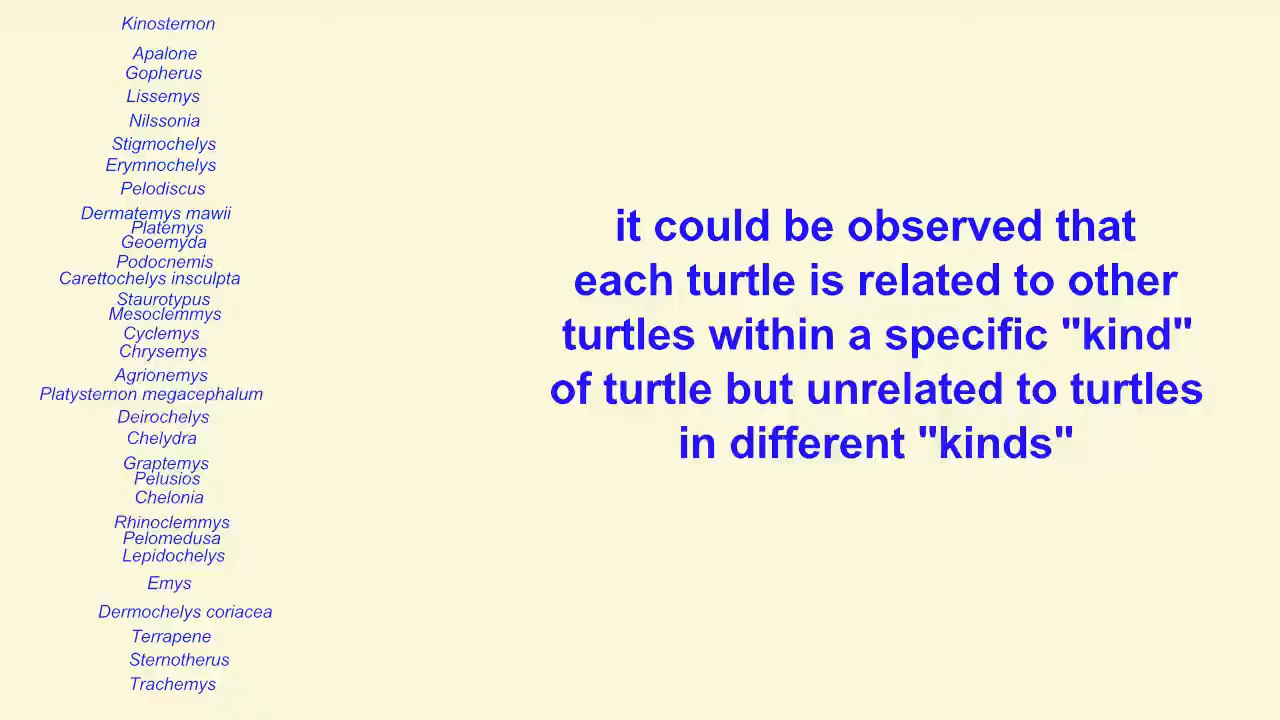 Kinosternon
Apalone
Gopherus
Lissemys
Nilssonia
Stigmochelys
Erymnochelys
Pelodiscus
Dermatemys mawii
Platemys
Geoemyda
Podocnemis
Carettochelys insculpta
Staurotypus
Mesoclemmys
Cyclemys
Chrysemys
Agrionemys
Platysternon megacephalum
Deirochelys
Chelydra
Graptemys
Pelusios
Chelonia
Rhinoclemmys
Pelomedusa
Lepidochelys
Emys
Dermochelys coriacea
Terrapene
Sternotherus
Trachemys
it could be observed that
each turtle is related to other
turtles within a specific "kind"
of turtle but unrelated to turtles
in different "kinds"